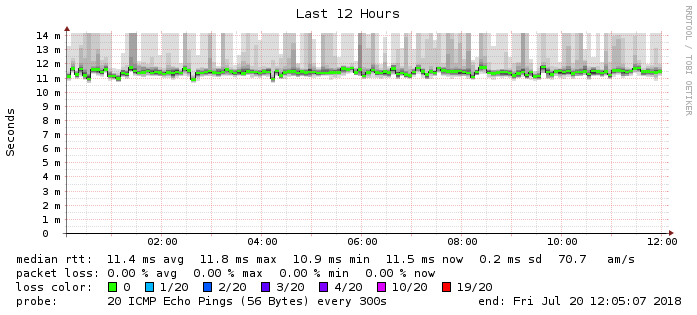 Last 12 Hours
RRDTOOL / TOBI OETIKER
Seconds
14 m
13 m
12 m
11 m
10 m
9 m
8 m
7 m
6 m
5 m
4 m
3 m
2 m
1 m
0
02:00 04:00 06:00 08:00 10:00 12:00
median rtt: 11.4 ms avg 11.8 ms max 10.9 ms min 11.5 ms now 0.2 ms sd 70.7 am/s
packet loss: 0.00 % avg 0.00 % max 0.00 % min 0.00 % now
loss color: 0 1/20 2/20 3/20 4/20 10/20 19/20
probe: 20 ICMP Echo Pings (56 Bytes) every 300s end: Fri Jul 20 12:05:07 2018